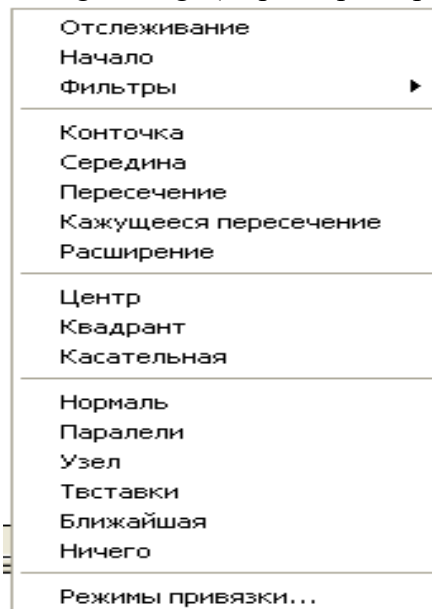 Отслеживание
Начало
Фильтры
Конточка
Середина
Пересечение
Кажущееся пересечение
Расширение
Центр
Квадрант
Касательная
Нормаль
Паралели
Узел
Твставки
Ближайшая
Ничего
Режимы привязки...